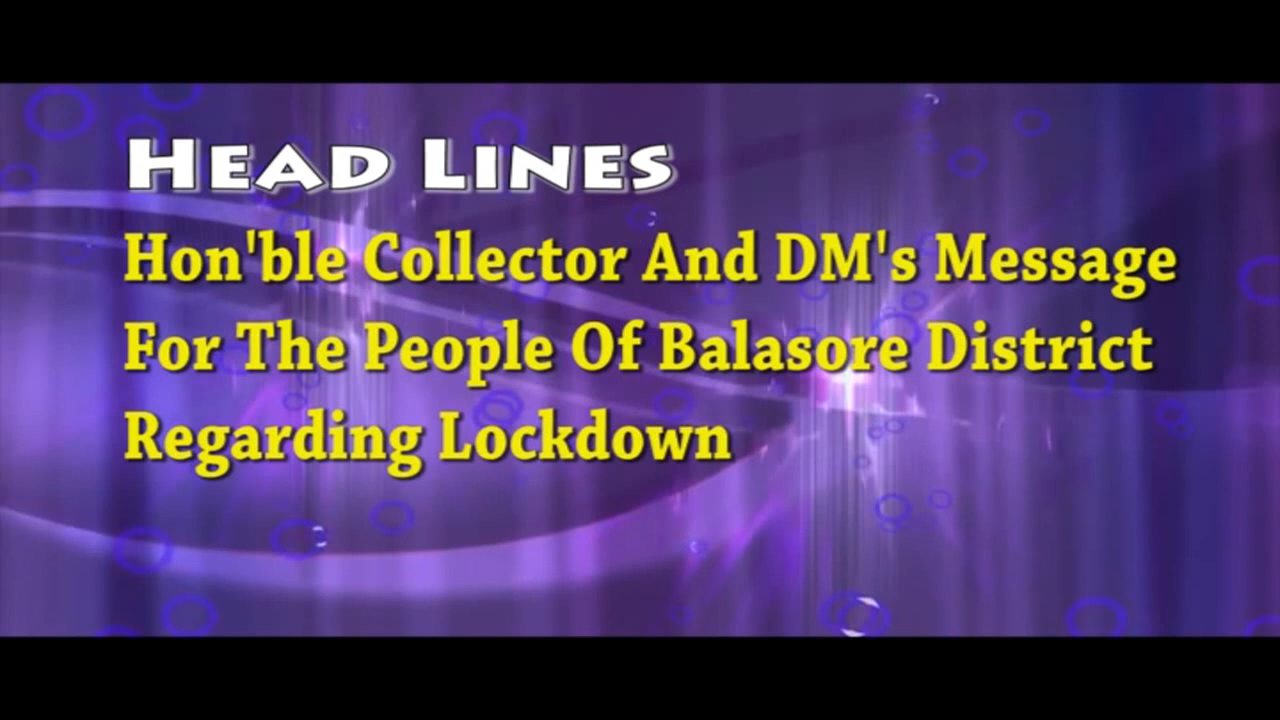 Head Lines
Hon'ble Collector And DM's Message
For The People Of Balasore District
Regarding Lockdown